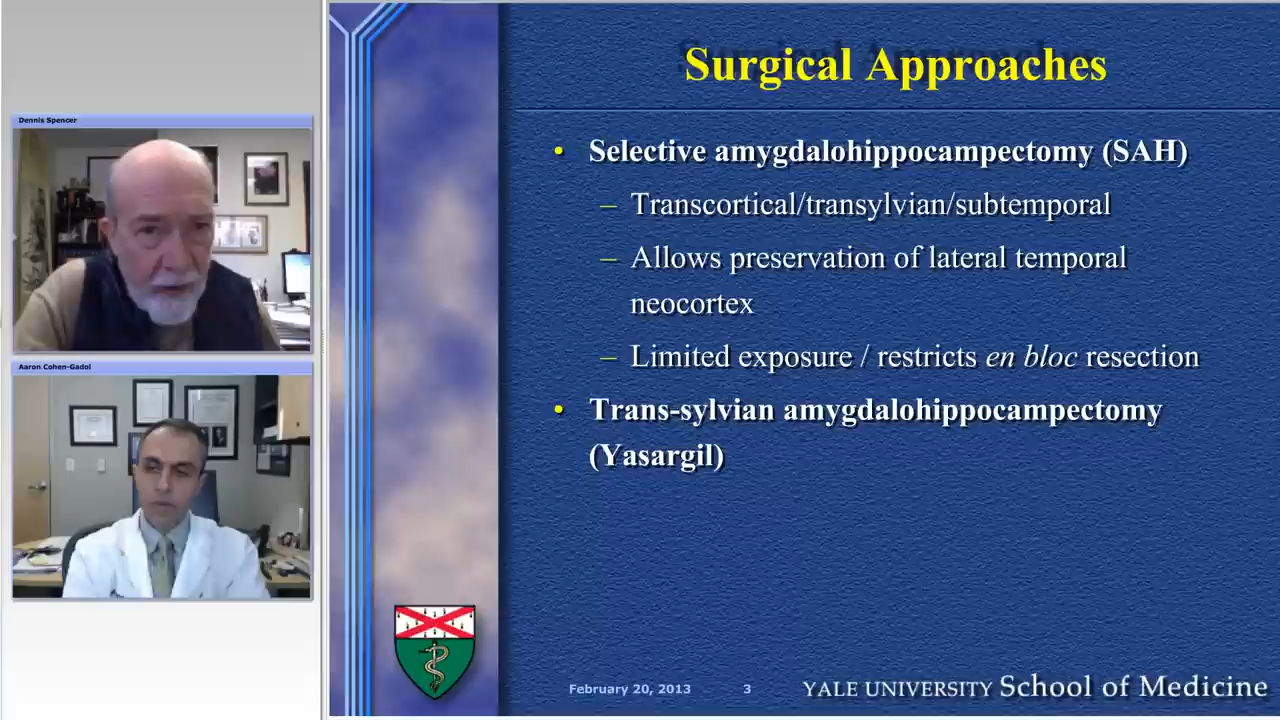 Dennis Spencer
Aaron Cohen-Gadol
Surgical Approaches
• Selective amygdalohippocampectomy (SAH)
– Transcortical/transylvian/subtemporal
– Allows preservation of lateral temporal
neocortex
– Limited exposure / restricts en bloc resection
• Trans-sylvian amygdalohippocampectomy
(Yasargil)
February 20, 2013 3 YALE UNIVERSITY School of Medicine